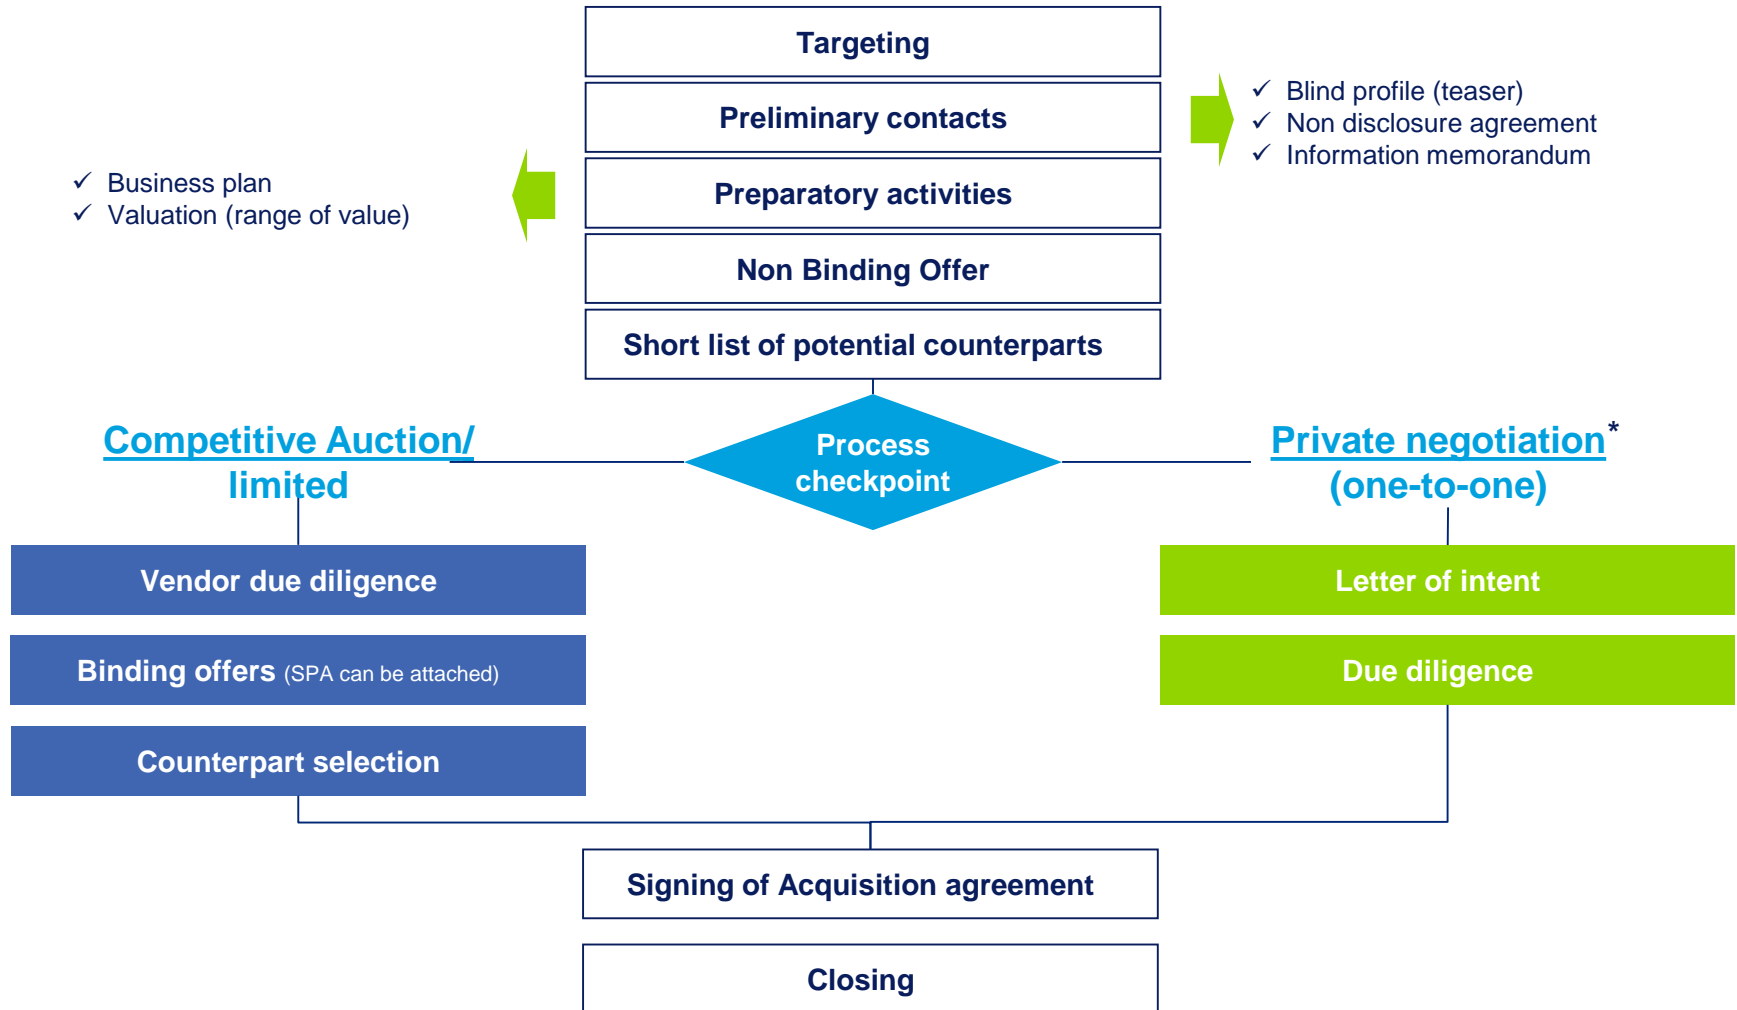 Targeting
Preliminary contacts
✓ Blind profile (teaser)
✓ Non disclosure agreement
✓ Information memorandum
✓ Business plan
✓ Valuation (range of value)
Preparatory activities
Non Binding Offer
Short list of potential counterparts
Process
checkpoint
Competitive Auction/
limited
Private negotiation*
(one-to-one)
Vendor due diligence
Letter of intent
Binding offers (SPA can be attached)
Due diligence
Counterpart selection
Signing of Acquisition agreement
Closing